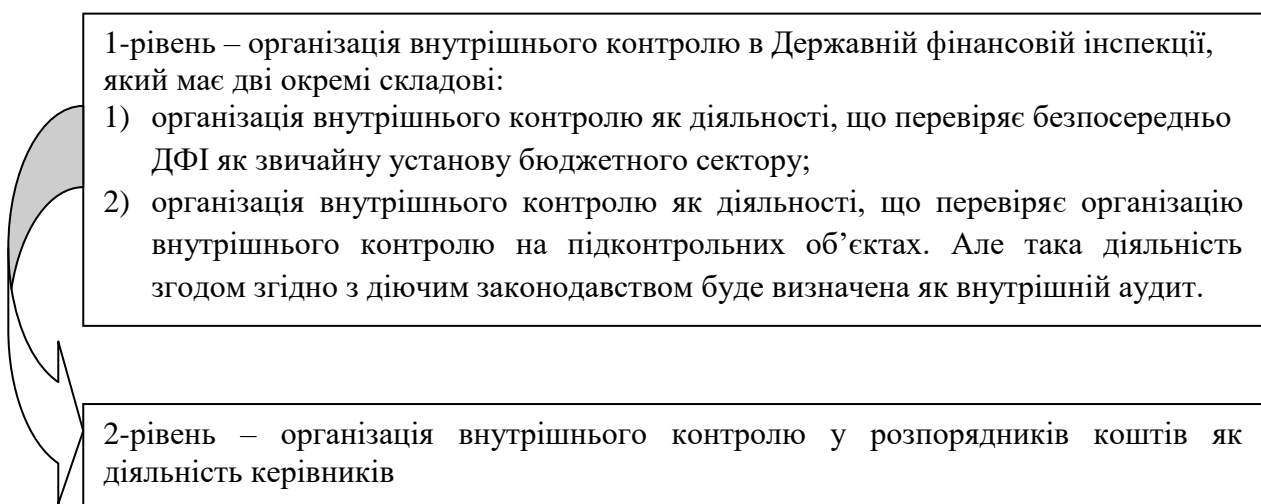 1-рівень – організація внутрішнього контролю в Державній фінансовій інспекції,
який має дві окремі складові:
1) організація внутрішнього контролю як діяльності, що перевіряє безпосередньо
ДФІ як звичайну установу бюджетного сектору;
2) організація внутрішнього контролю як діяльності, що перевіряє організацію
внутрішнього контролю на підконтрольних об’єктах. Але така діяльність
згодом згідно з діючим законодавством буде визначена як внутрішній аудит.
2-рівень – організація внутрішнього контролю у розпорядників коштів як
діяльність керівників